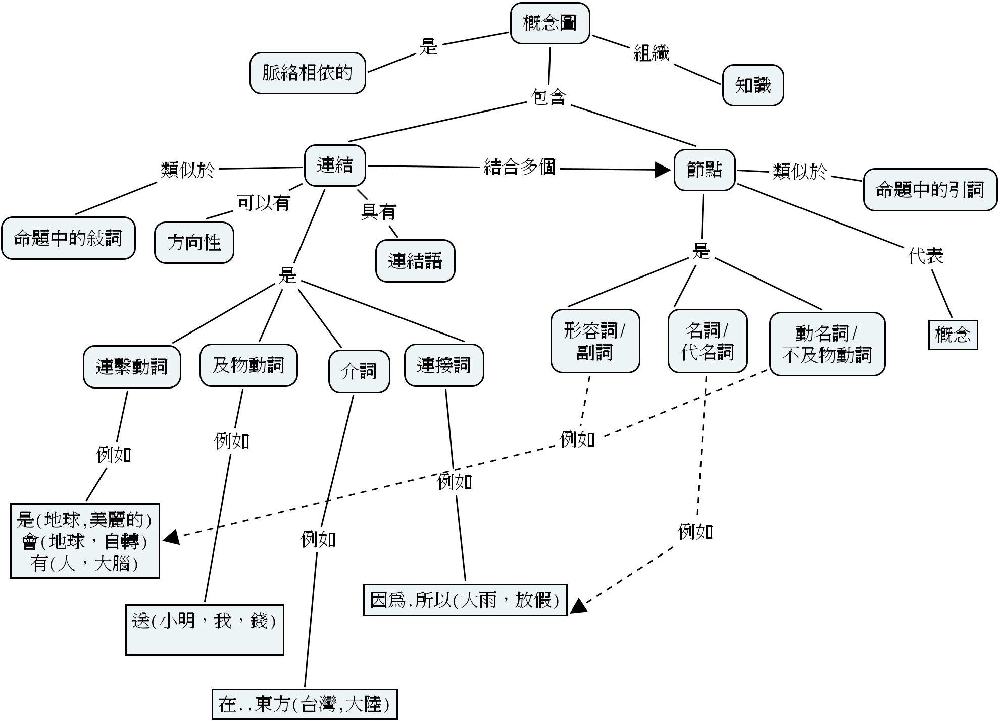 概念圖
是
組織
脈絡相依的
知識
包含
連結
結合多個
節點
類似於
類似於
命題中的引詞
可以有
具有
命題中的敍詞
方向性
連結語
是
代表
是
形容詞/
副詞
名詞/
代名詞
動名詞/
不及物動詞
概念
連繫動詞
及物動詞
介詞
連接詞
例如
例如
例如
例如
例如
例如
是(地球,美麗的)
會(地球，自轉)
有(人，大腦)
因為.所以(大雨，放假)
送(小明，我，錢)
在..東方(台灣,大陸)